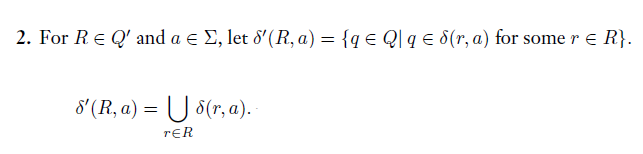 2. For R ∈ Q′ and a ∈ Σ, let δ′(R, a) = {q ∈ Q| q ∈ δ(r, a) for some r ∈ R}.
δ′(R, a) = ⋃ δ(r, a).
r∈R